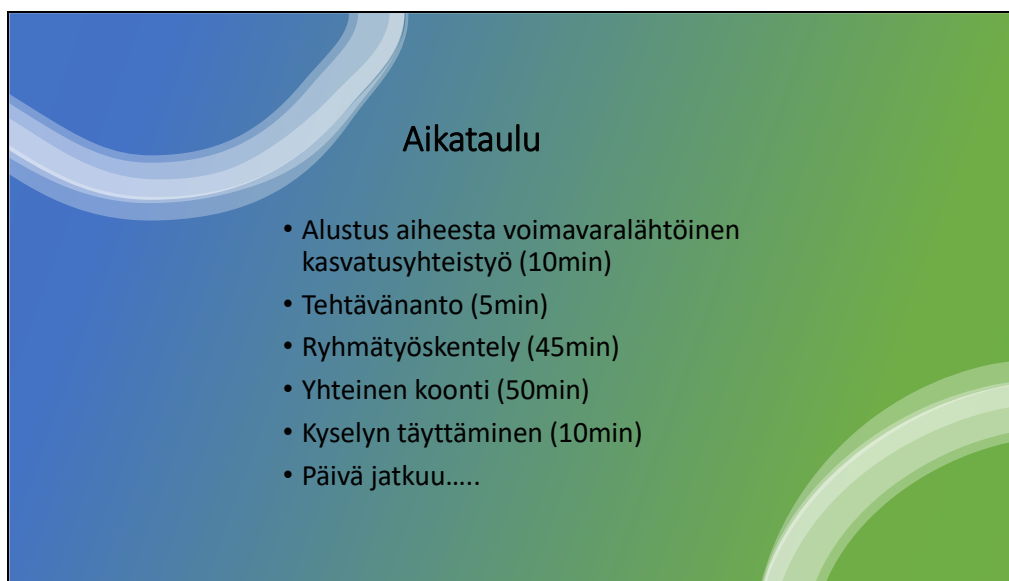 Aikataulu
• Alustus aiheesta voimavaralähtöinen
kasvatusyhteistyö (10min)
• Tehtävänanto (5min)
• Ryhmätyöskentely (45min)
• Yhteinen koonti (50min)
• Kyselyn täyttäminen (10min)
• Päivä jatkuu…..